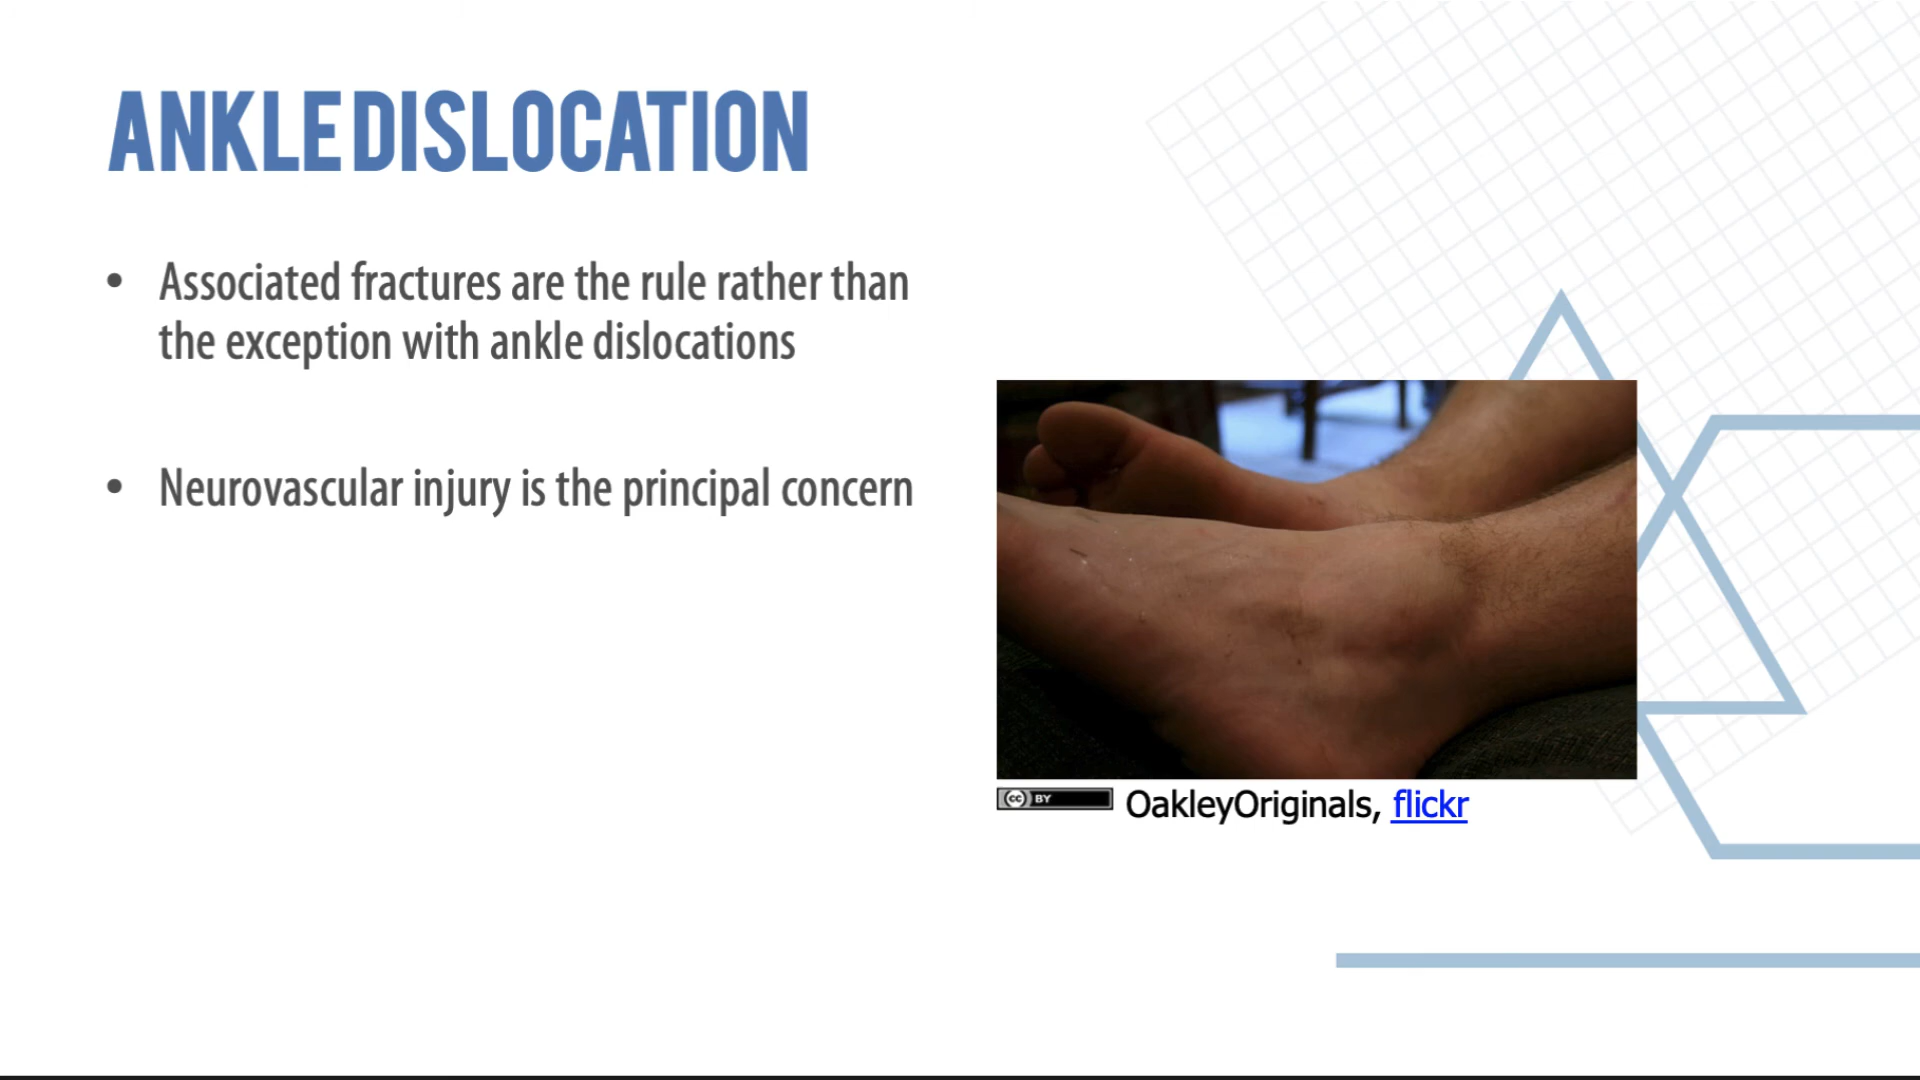 ANKLE DISLOCATION
• Associated fractures are the rule rather than
the exception with ankle dislocations
• Neurovascular injury is the principal concern
cc BY OakleyOriginals, flickr